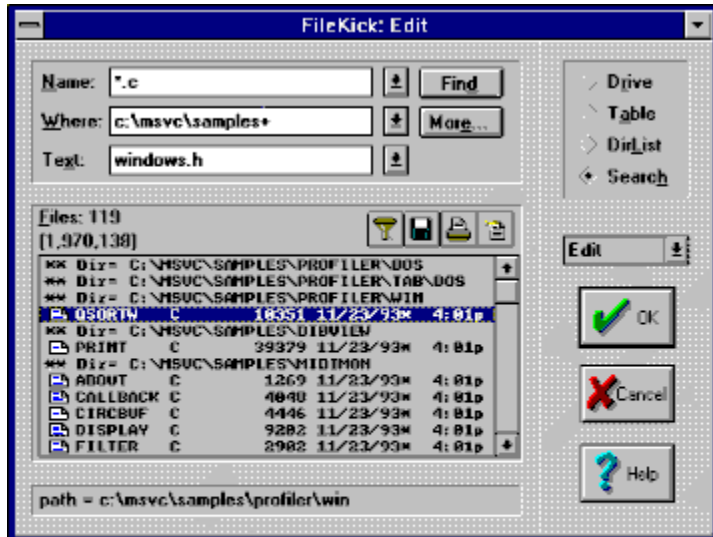 FileKick: Edit
Name: *.c Find
Where: c:\msvc\samples+ More...
Text: windows.h
Drive
Table
DirList
Search
Files: 119
[1,970,138]
Edit
** Dir= C:\MSVC\SAMPLES\PROFILER\DOS
** Dir= C:\MSVC\SAMPLES\PROFILER\TAB\DOS
** Dir= C:\MSVC\SAMPLES\PROFILER\WIN
QSORTW C 10351 11/23/93* 4:01p
** Dir= C:\MSVC\SAMPLES\DIBVIEW
PRINT C 39379 11/23/93* 4:01p
** Dir= C:\MSVC\SAMPLES\MIDIMON
ABOUT C 1269 11/23/93* 4:01p
CALLBACK C 4040 11/23/93* 4:01p
CIRCBUF C 4446 11/23/93* 4:01p
DISPLAY C 9202 11/23/93* 4:01p
FILTER C 2902 11/23/93* 4:01p
OK
Cancel
Help
path = c:\msvc\samples\profiler\win